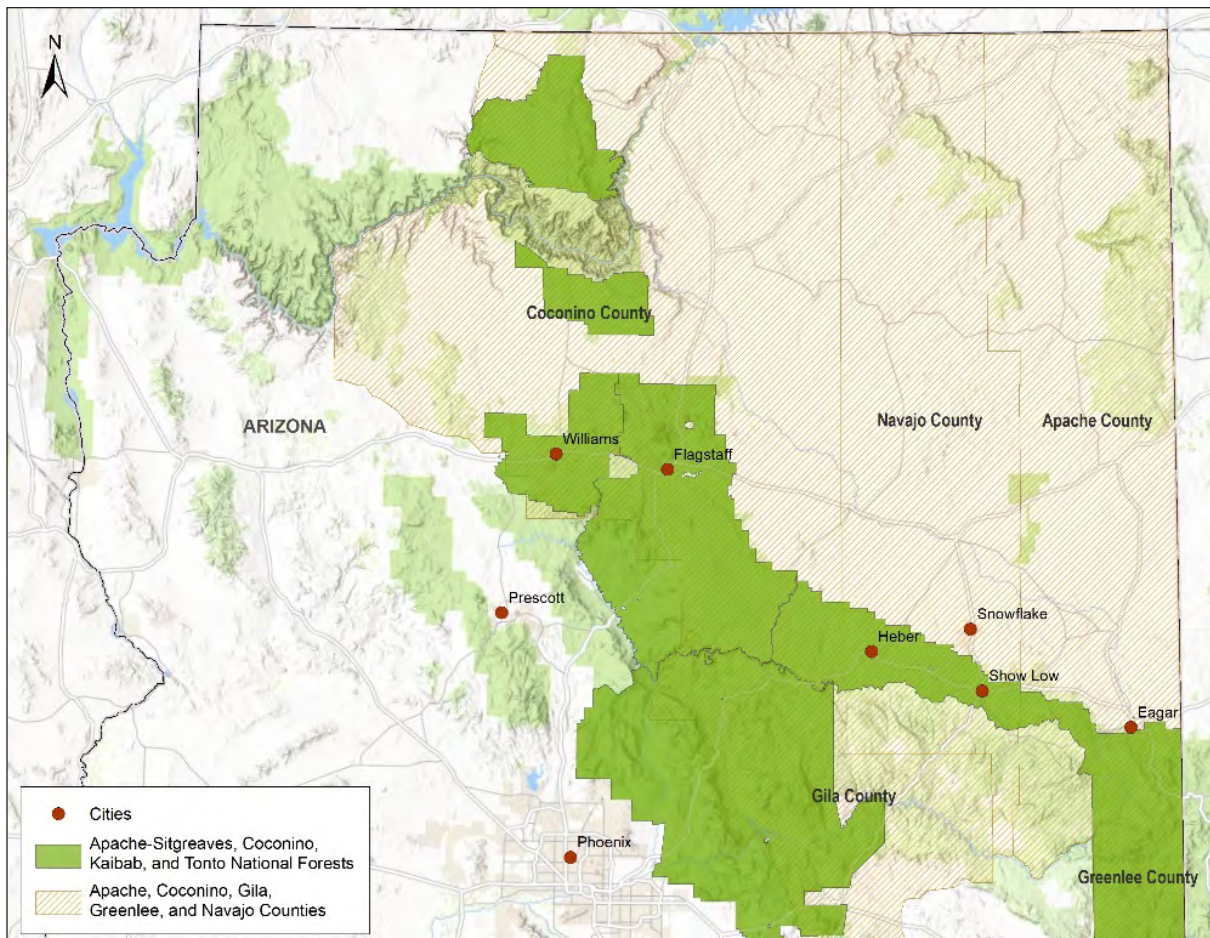 N
Coconino County
ARIZONA
Navajo County
Apache County
Williams
Flagstaff
Prescott
Snowflake
Heber
Show Low
Eagar
Gila County
Phoenix
Greenlee County
Cities
Apache-Sitgreaves, Coconino,
Kaibab, and Tonto National Forests
Apache, Coconino, Gila,
Greenlee, and Navajo Counties